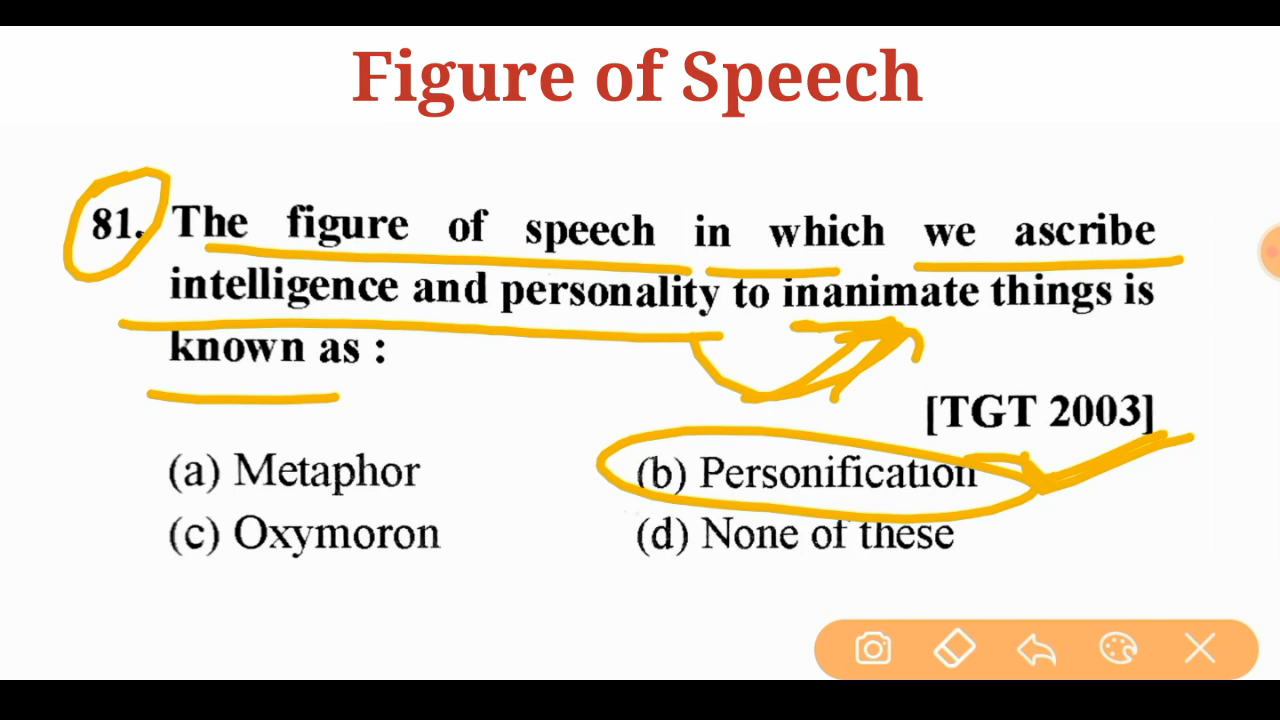 Figure of Speech
81. The figure of speech in which we ascribe
intelligence and personality to inanimate things is
known as :
[TGT 2003]
(a) Metaphor (b) Personification
(c) Oxymoron (d) None of these